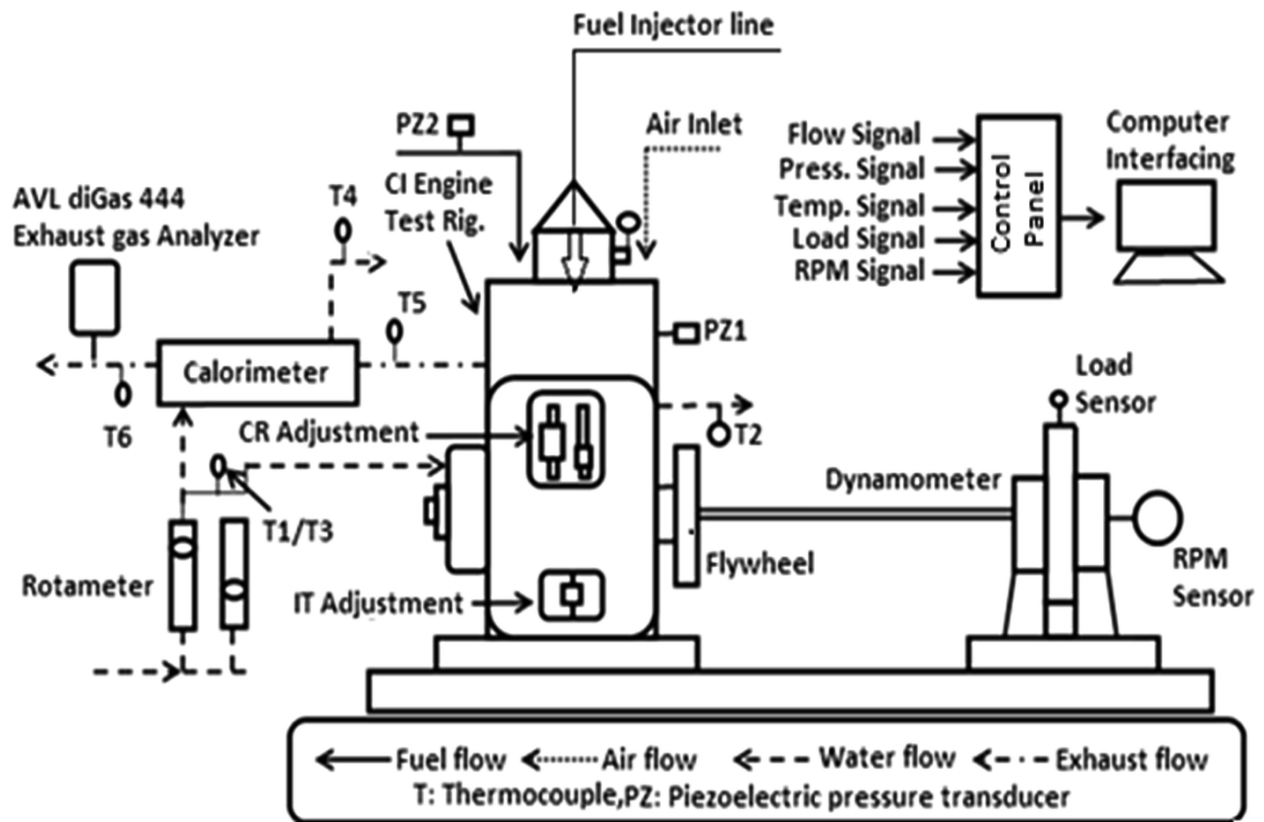 Fuel Injector line
PZ2
Air Inlet
CI Engine
Test Rig.
Flow Signal
Press. Signal
Temp. Signal
Load Signal
RPM Signal
Control
Panel
Computer
Interfacing
AVL diGas 444
Exhaust gas Analyzer
T4
T5
PZ1
Calorimeter
T6
CR Adjustment
T2
Load
Sensor
Dynamometer
T1/T3
Rotameter
IT Adjustment
Flywheel
RPM
Sensor
Fuel flow
Air flow
Water flow
Exhaust flow
T: Thermocouple,PZ: Piezoelectric pressure transducer